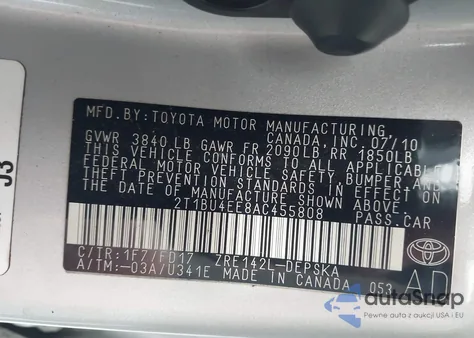 MFD.BY: TOYOTA MOTOR MANUFACTURING,
CANADA, INC. 07/10
GVWR 3840 LB GAWR FR 2090LB RR 1850LB
THIS VEHICLE CONFORMS TO ALL APPLICABLE
FEDERAL MOTOR VEHICLE SAFETY, BUMPER, AND
THEFT PREVENTION STANDARDS IN EFFECT ON
THE DATE OF MANUFACTURE SHOWN ABOVE.
2T1BU4EE8AC455808 PASS.CAR
C/TR: 1F7/FD17 ZRE142L-DEPSKA
A/TM: -03A/U341E MADE IN CANADA 053
TOYOTA
AD
J3
autaSnap
Pewne auta z aukcji USA i EU